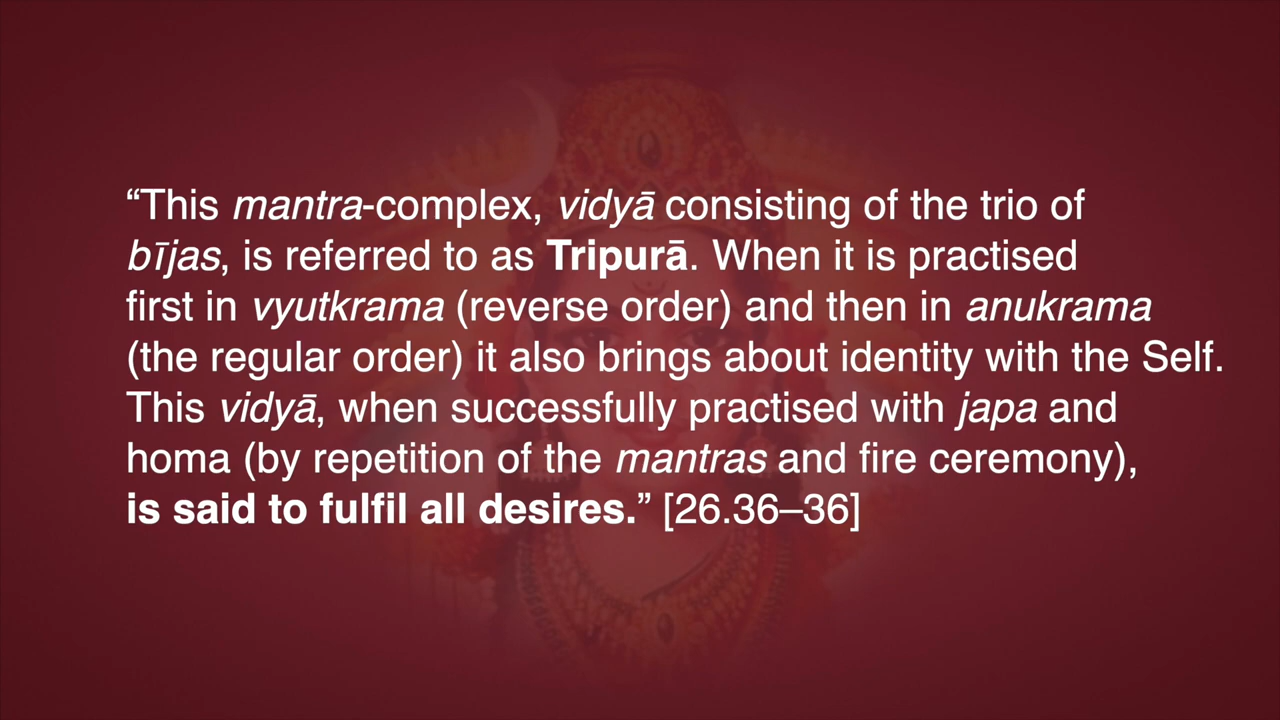 “This mantra-complex, vidyā consisting of the trio of
bījas, is referred to as Tripurā. When it is practised
first in vyutkrama (reverse order) and then in anukrama
(the regular order) it also brings about identity with the Self.
This vidyā, when successfully practised with japa and
homa (by repetition of the mantras and fire ceremony),
is said to fulfil all desires.” [26.36–36]